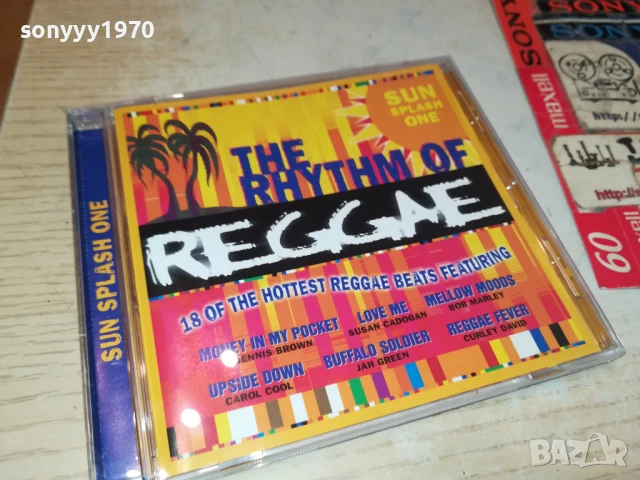 sonyyy1970
SUN SPLASH ONE
SUN
SPLASH
ONE
THE
RHYTHM OF
REGGAE
18 OF THE HOTTEST REGGAE BEATS FEATURING
MONEY IN MY POCKET
DENNIS BROWN
LOVE ME
SUSAN CADOGAN
MELLOW MOODS
BOB MARLEY
UPSIDE DOWN
CAROL COOL
BUFFALO SOLDIER
JAH GREEN
REGGAE FEVER
CURLEY DAVID
SONY
maxell
http://
60
BAZAR